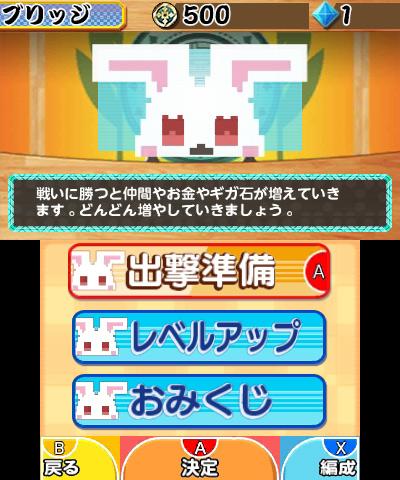 ブリッジ
500
1
戦いに勝つと仲間やお金やギガ石が増えていき
ます。どんどん増やしていきましょう。
出撃準備
A
レベルアップ
おみくじ
B
戻る
A
決定
X
編成